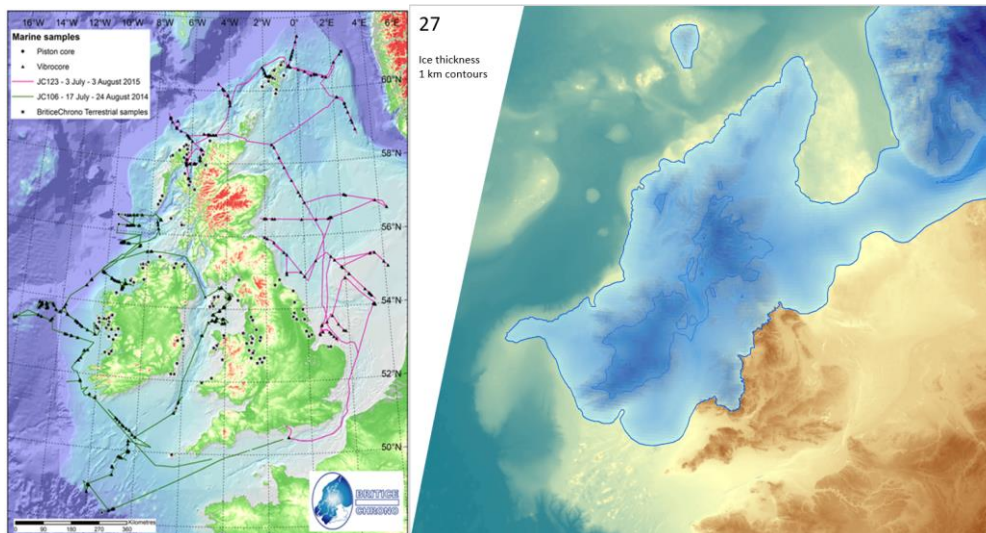 16°W 14°W 12°W 10°W 8°W 6°W 4°W 2°W 0° 2°E 4°E 6°E
Marine samples
Piston core
Vibrocore
JC123 - 3 July - 3 August 2015
JC106 - 17 July - 24 August 2014
BriticeChrono Terrestrial samples
60°N
58°N
56°N
54°N
52°N
50°N
BRITICE
CHRONO
Kilometres
0 90 180 270 360
27
Ice thickness
1 km contours